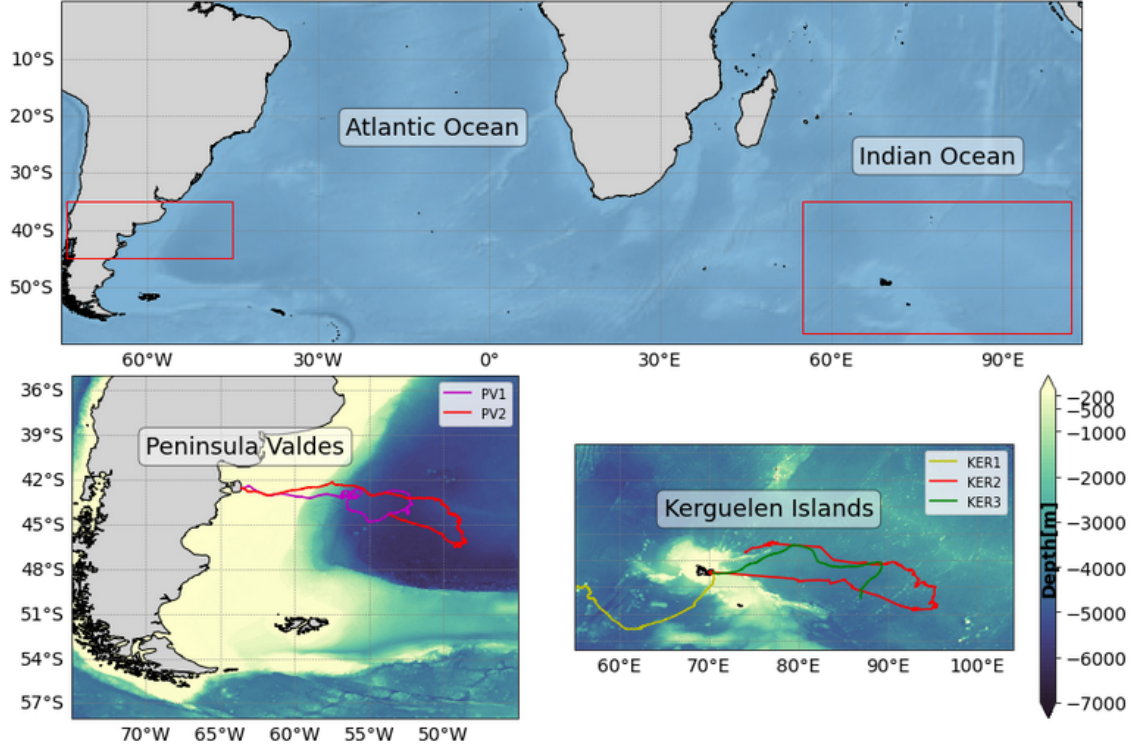 10°S
20°S
30°S
40°S
50°S
Atlantic Ocean
Indian Ocean
60°W 30°W 0° 30°E 60°E 90°E
36°S
39°S
42°S
45°S
48°S
51°S
54°S
57°S
PV1
PV2
Peninsula Valdes
70°W 65°W 60°W 55°W 50°W
KER1
KER2
KER3
Kerguelen Islands
60°E 70°E 80°E 90°E 100°E
−200
−500
−1000
−2000
−3000
−4000
−5000
−6000
−7000
Depth[m]